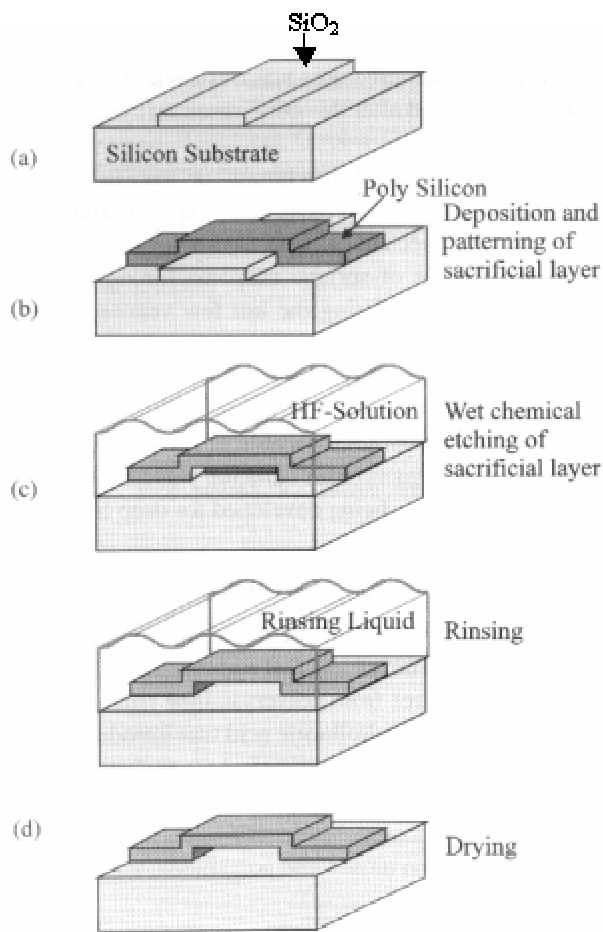 SiO₂
(a)
Silicon Substrate
Poly Silicon
Deposition and
patterning of
sacrificial layer
(b)
HF-Solution
Wet chemical
etching of
sacrificial layer
(c)
Rinsing Liquid
Rinsing
(d)
Drying